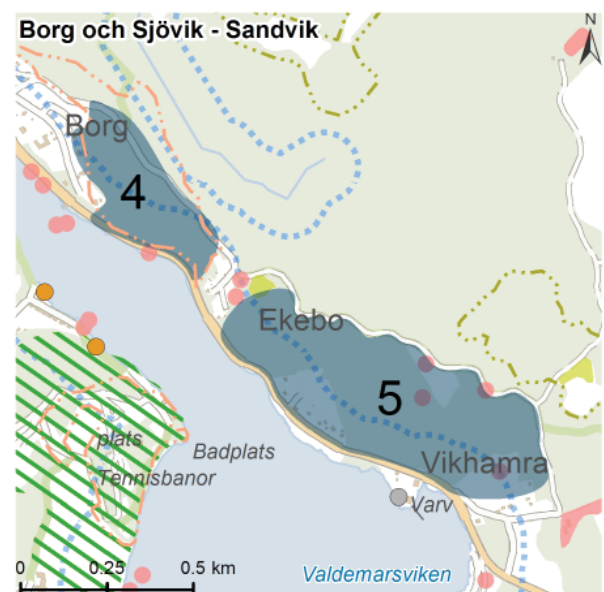 Borg och Sjövik - Sandvik
N
Borg
4
Ekebo
5
plats
Badplats
Tennisbanor
Vikhamra
Varv
0 0.25 0.5 km
Valdemarsviken